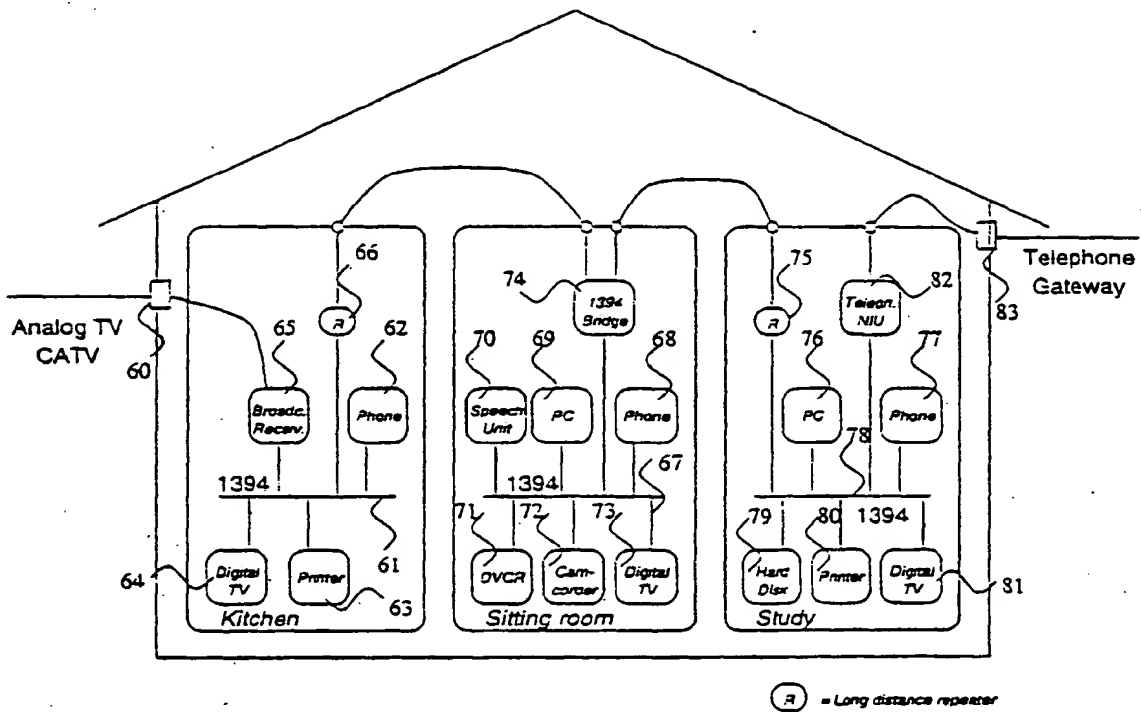 66
75
74
1394
Bridge
82
Telecom.
NIU
Telephone
Gateway
83
R
R
Analog TV
CATV
60
65
62
70
69
68
76
77
Broadc.
Receiv.
Phone
Speech
Unit
PC
Phone
PC
Phone
78
67
1394
1394
71
72
73
79
80
1394
61
64
Digital
TV
Printer
63
DVCR
Cam-
corder
Digital
TV
Hard
Disk
Printer
Digital
TV
81
Kitchen
Sitting room
Study
R = Long distance repeater